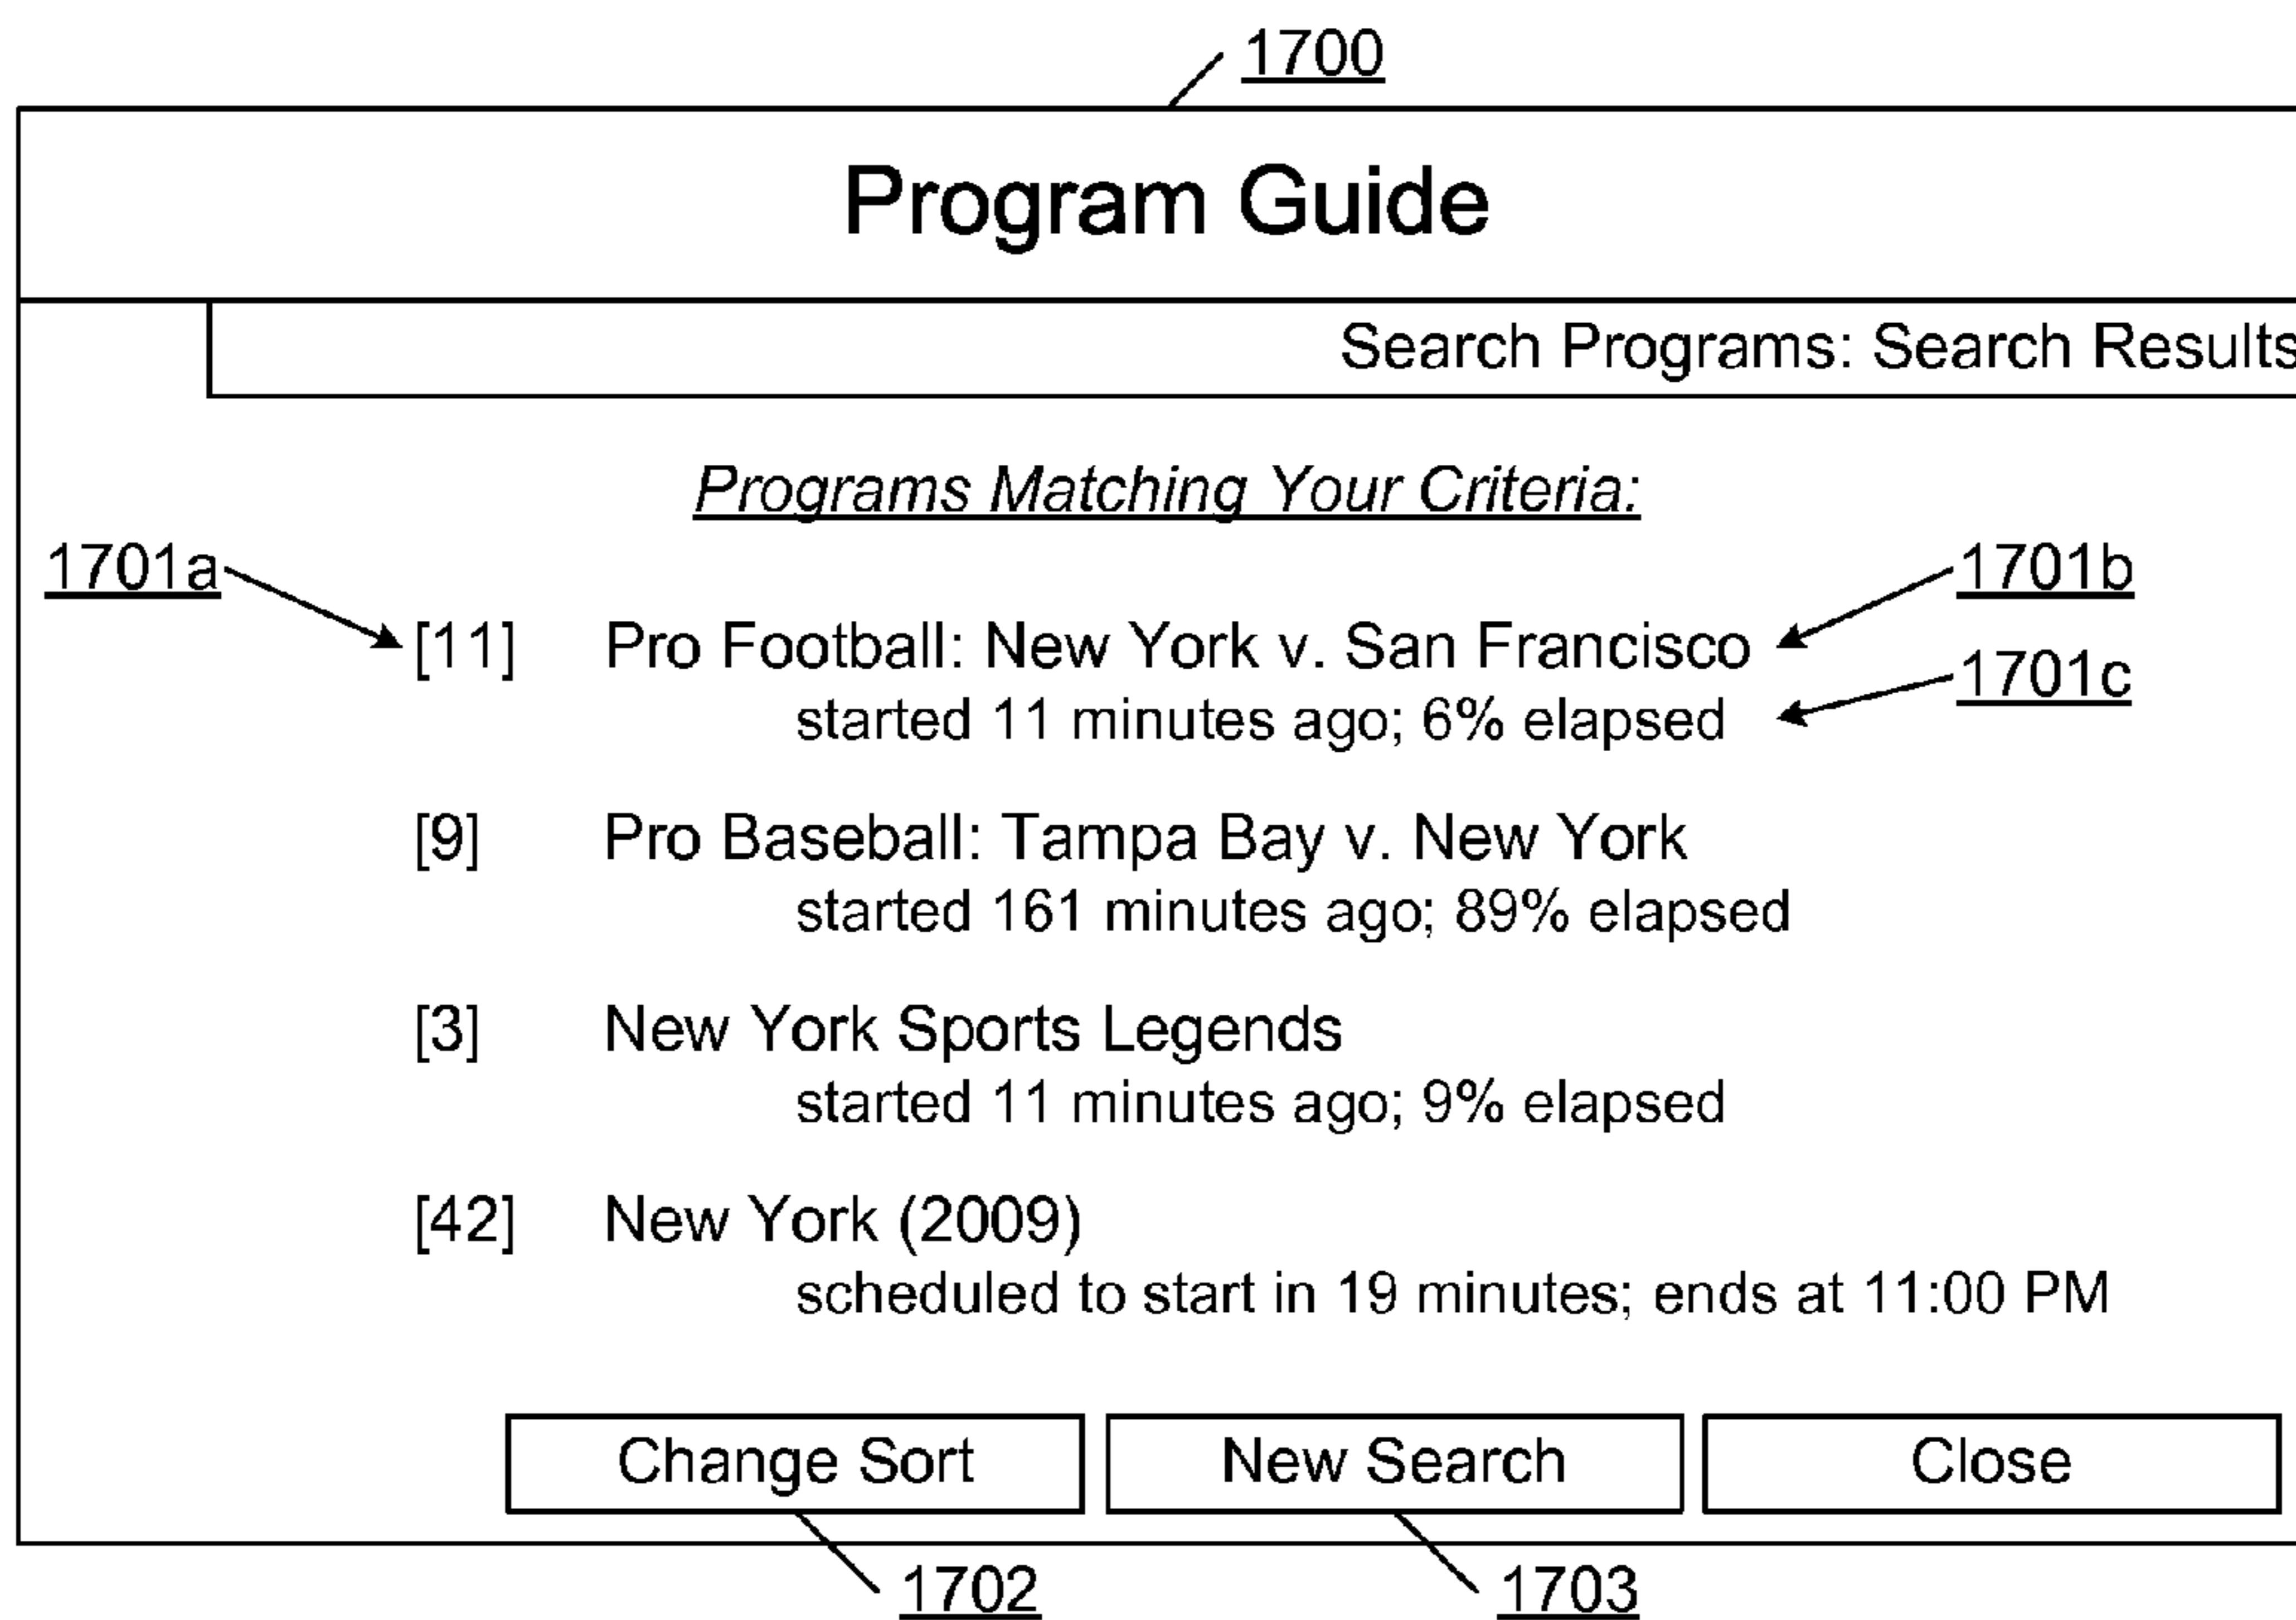 1700
Program Guide
Search Programs: Search Results
Programs Matching Your Criteria:
1701a
1701b
[11] Pro Football: New York v. San Francisco
1701c
started 11 minutes ago; 6% elapsed
[9] Pro Baseball: Tampa Bay v. New York
started 161 minutes ago; 89% elapsed
[3] New York Sports Legends
started 11 minutes ago; 9% elapsed
[42] New York (2009)
scheduled to start in 19 minutes; ends at 11:00 PM
Change Sort New Search Close
1702 1703